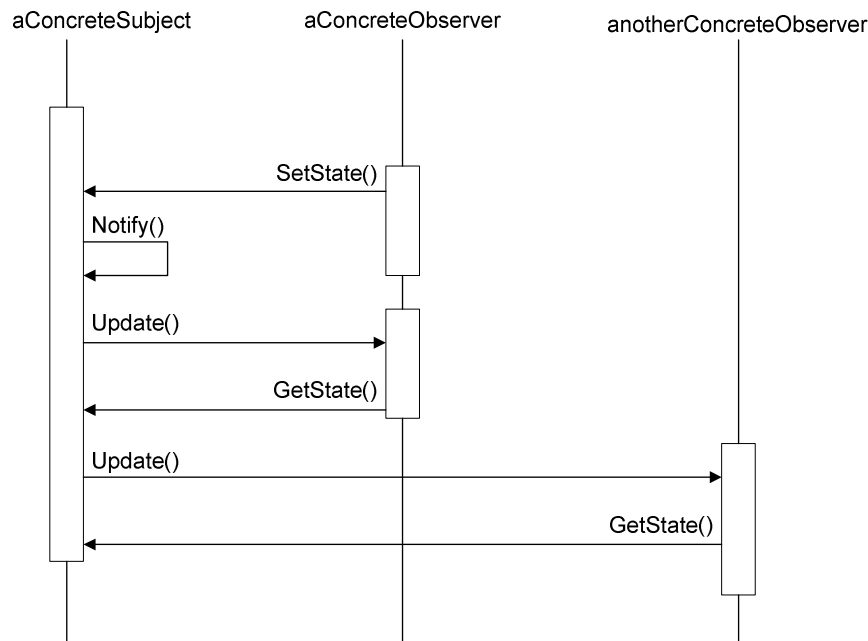 aConcreteSubject
aConcreteObserver
anotherConcreteObserver
SetState()
Notify()
Update()
GetState()
Update()
GetState()